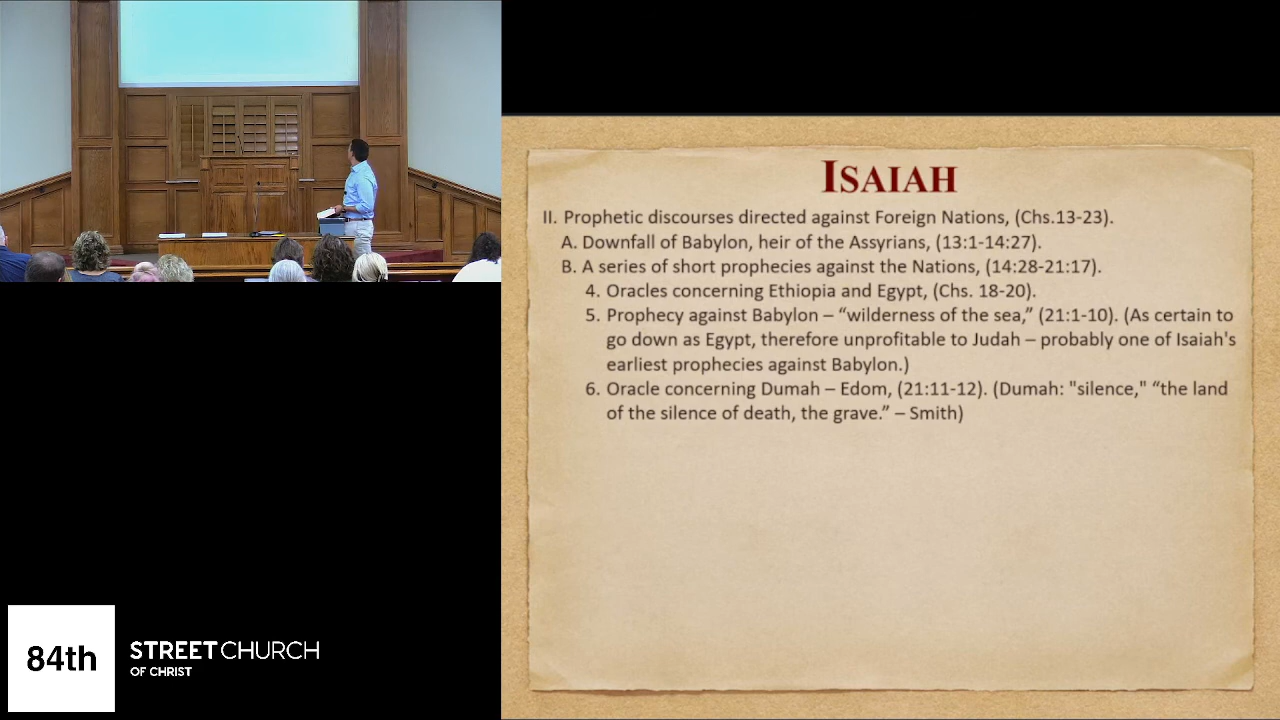 ISAIAH
II. Prophetic discourses directed against Foreign Nations, (Chs.13-23).
A. Downfall of Babylon, heir of the Assyrians, (13:1-14:27).
B. A series of short prophecies against the Nations, (14:28-21:17).
4. Oracles concerning Ethiopia and Egypt, (Chs. 18-20).
5. Prophecy against Babylon – “wilderness of the sea,” (21:1-10). (As certain to
go down as Egypt, therefore unprofitable to Judah – probably one of Isaiah's
earliest prophecies against Babylon.)
6. Oracle concerning Dumah – Edom, (21:11-12). (Dumah: "silence," “the land
of the silence of death, the grave.” – Smith)
84th
STREET CHURCH
OF CHRIST